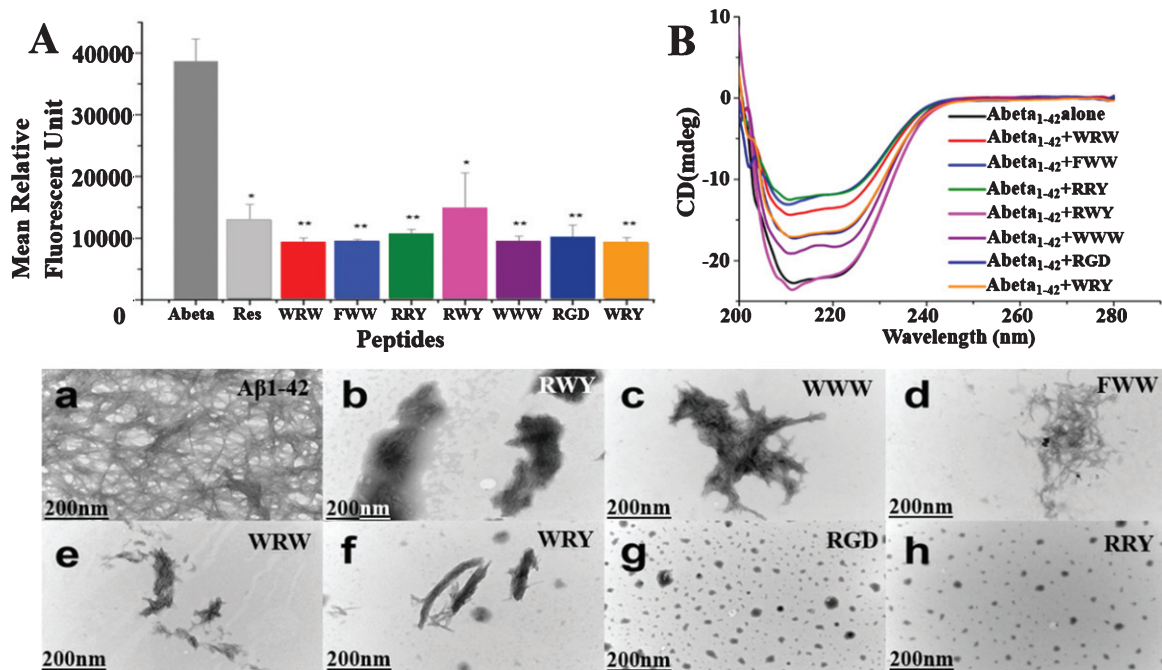 A
Mean Relative
Fluorescent Unit
40000
30000
20000
10000
0
*
**
**
**
*
**
**
**
Abeta Res WRW FWW RRY RWY WWW RGD WRY
Peptides
B
CD(mdeg)
10
0
-10
-20
200 220 240 260 280
Wavelength (nm)
Abeta1-42alone
Abeta1-42+WRW
Abeta1-42+FWW
Abeta1-42+RRY
Abeta1-42+RWY
Abeta1-42+WWW
Abeta1-42+RGD
Abeta1-42+WRY
a
Aβ1-42
200nm
b
RWY
200nm
c
WWW
200nm
d
FWW
200nm
e
WRW
200nm
f
WRY
200nm
g
RGD
200nm
h
RRY
200nm